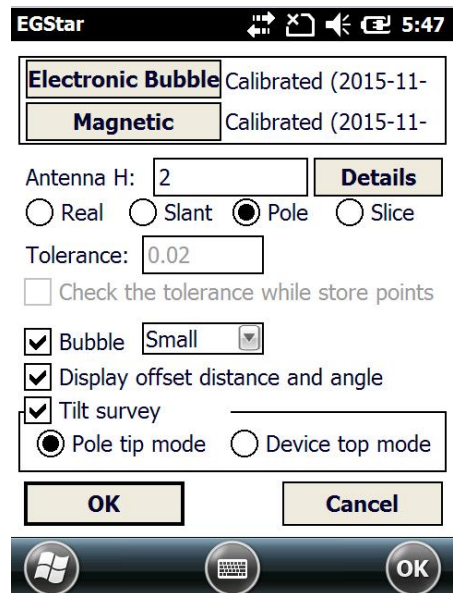 EGStar 5:47
Electronic Bubble Calibrated (2015-11-
Magnetic Calibrated (2015-11-
Antenna H: 2 Details
Real Slant Pole Slice
Tolerance: 0.02
Check the tolerance while store points
Bubble Small
Display offset distance and angle
Tilt survey
Pole tip mode Device top mode
OK Cancel
OK